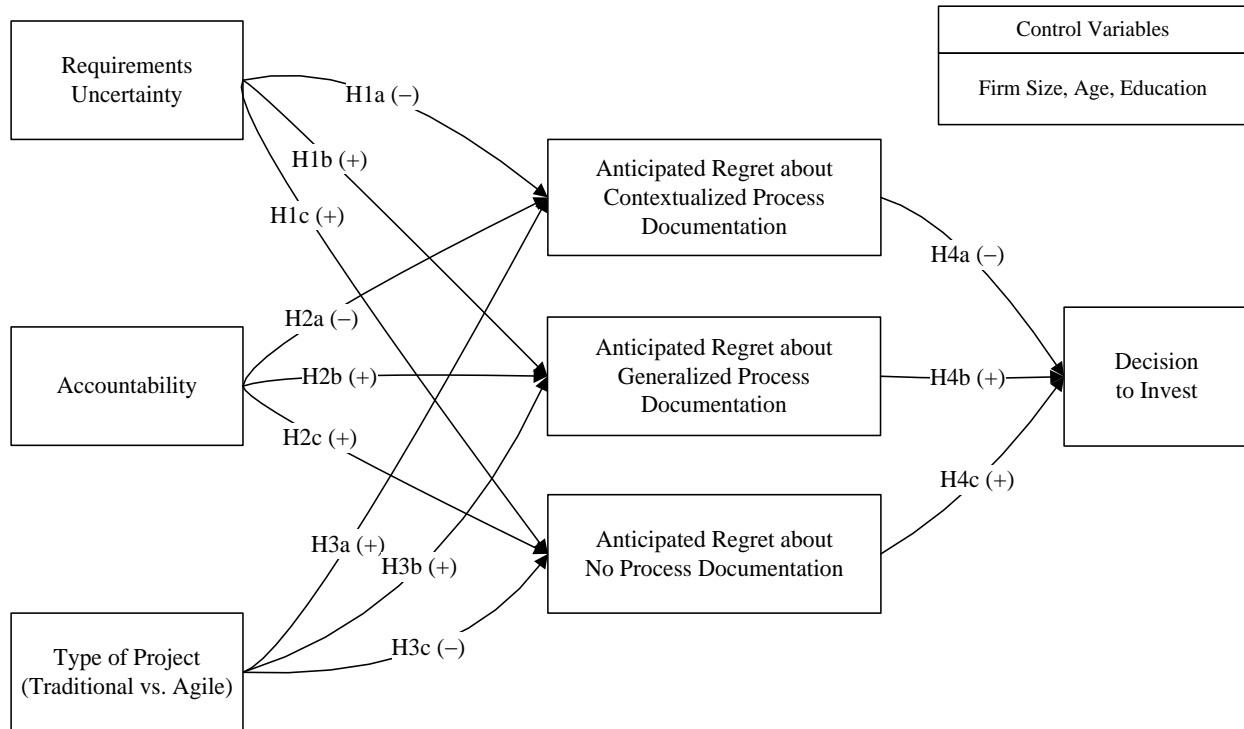 Control Variables
Firm Size, Age, Education
Requirements
Uncertainty
H1a (−)
H1b (+)
H1c (+)
Anticipated Regret about
Contextualized Process
Documentation
H4a (−)
H2a (−)
Accountability
H2b (+)
H2c (+)
Anticipated Regret about
Generalized Process
Documentation
H4b (+)
Decision
to Invest
H4c (+)
H3a (+)
H3b (+)
Anticipated Regret about
No Process Documentation
Type of Project
(Traditional vs. Agile)
H3c (−)